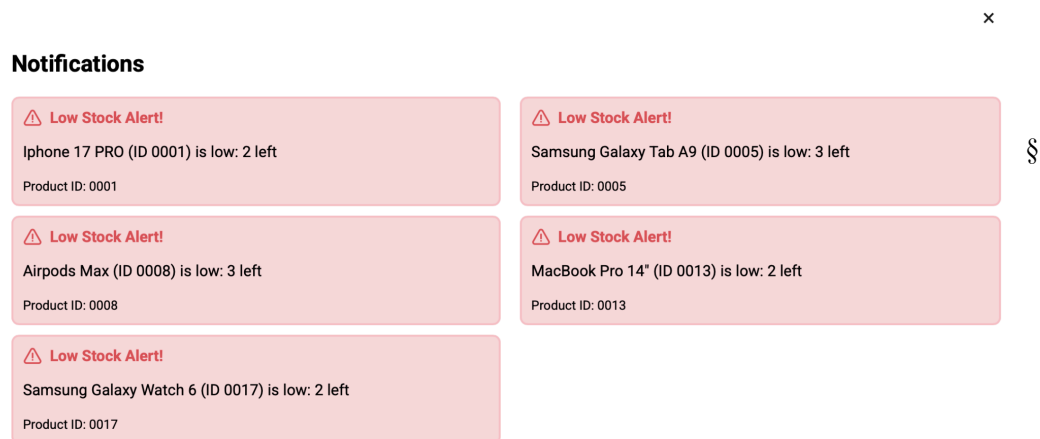 ×
Notifications
Low Stock Alert!
Iphone 17 PRO (ID 0001) is low: 2 left
Product ID: 0001
Low Stock Alert!
Samsung Galaxy Tab A9 (ID 0005) is low: 3 left
Product ID: 0005
§
Low Stock Alert!
Airpods Max (ID 0008) is low: 3 left
Product ID: 0008
Low Stock Alert!
MacBook Pro 14" (ID 0013) is low: 2 left
Product ID: 0013
Low Stock Alert!
Samsung Galaxy Watch 6 (ID 0017) is low: 2 left
Product ID: 0017